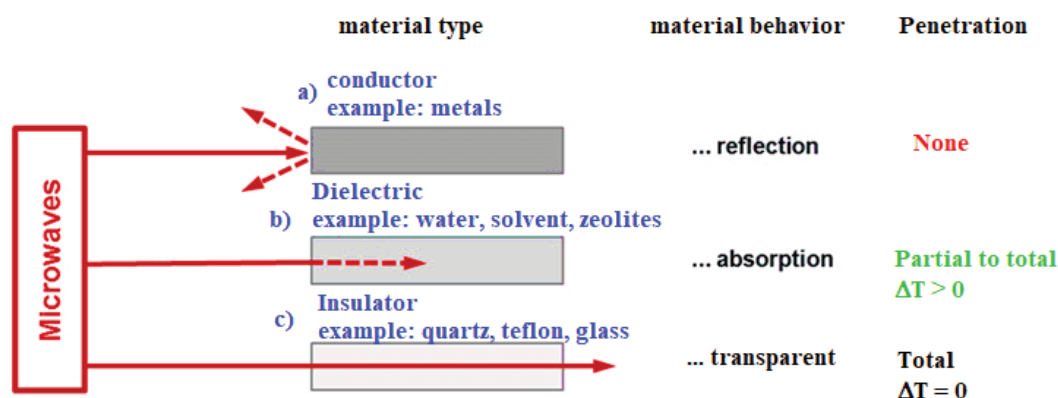 material type
material behavior
Penetration
a)
conductor
example: metals
... reflection
None
Dielectric
b)
example: water, solvent, zeolites
... absorption
Partial to total
ΔT > 0
Insulator
c)
example: quartz, teflon, glass
... transparent
Total
ΔT = 0
Microwaves